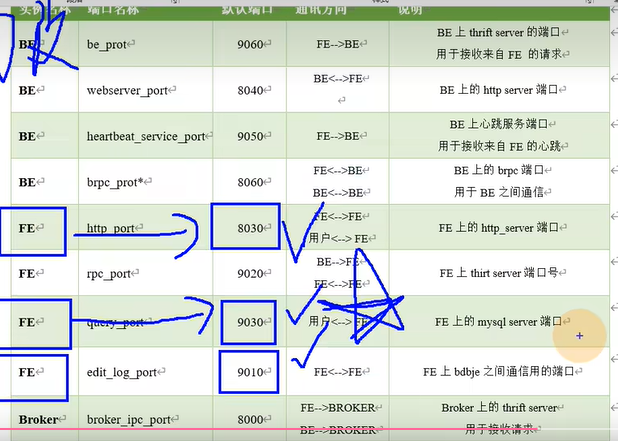 实例名称 端口名称 默认端口 通讯方向 说明
BE be_prot 9060 FE-->BE BE 上 thrift server 的端口
用于接收来自 FE 的请求
BE webserver_port 8040 BE<-->FE BE 上的 http server 端口
BE heartbeat_service_port 9050 FE-->BE BE 上心跳服务端口
用于接收来自 FE 的心跳
BE brpc_prot* 8060 FE<-->BE BE 上的 brpc 端口
BE<-->BE 用于 BE 之间通信
FE http_port 8030 FE<-->FE FE 上的 http_server 端口
用户<--> FE
FE rpc_port 9020 BE-->FE FE 上 thirt server 端口号
FE<-->FE
FE query_port 9030 用户<--> FE FE 上的 mysql server 端口
FE edit_log_port 9010 FE<-->FE FE 上 bdbje 之间通信用的端口
Broker broker_ipc_port 8000 FE-->BROKER Broker 上的 thrift server
BE-->BROKER 用于接收请求